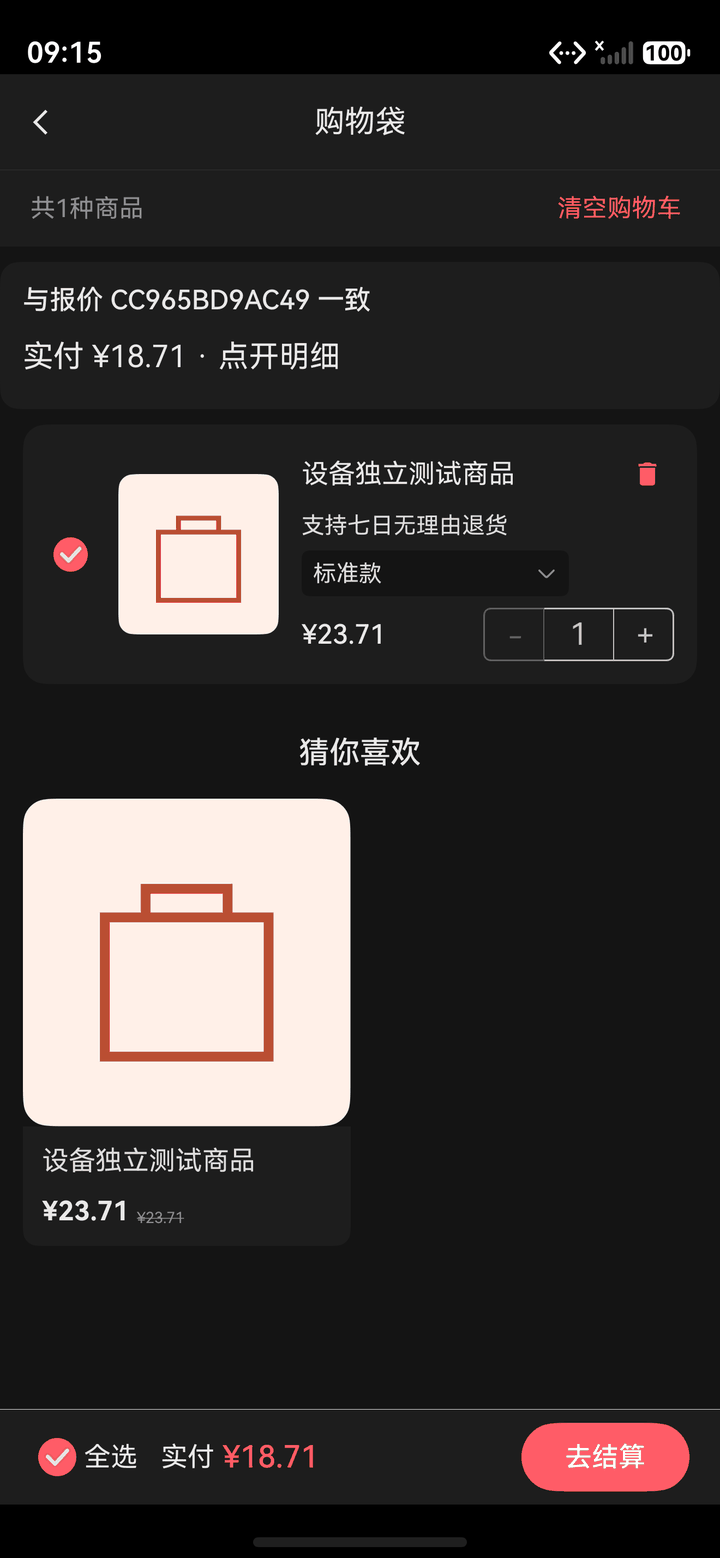 09:15
100
购物袋
共1种商品
清空购物车
与报价 CC965BD9AC49 一致
实付 ¥18.71 · 点开明细
设备独立测试商品
支持七日无理由退货
标准款
¥23.71
− 1 +
猜你喜欢
设备独立测试商品
¥23.71 ¥23.71
全选 实付 ¥18.71
去结算